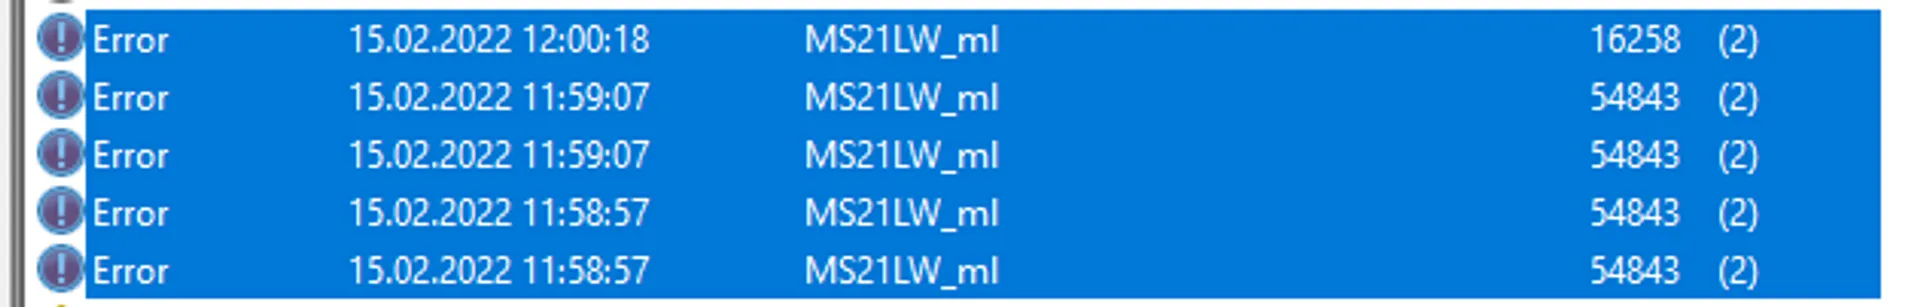 Error 15.02.2022 12:00:18 MS21LW_ml 16258 (2)
Error 15.02.2022 11:59:07 MS21LW_ml 54843 (2)
Error 15.02.2022 11:59:07 MS21LW_ml 54843 (2)
Error 15.02.2022 11:58:57 MS21LW_ml 54843 (2)
Error 15.02.2022 11:58:57 MS21LW_ml 54843 (2)